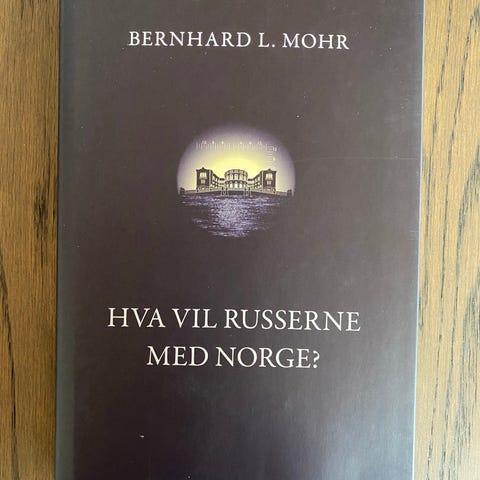 BERNHARD L. MOHR
HVA VIL RUSSERNE
MED NORGE?